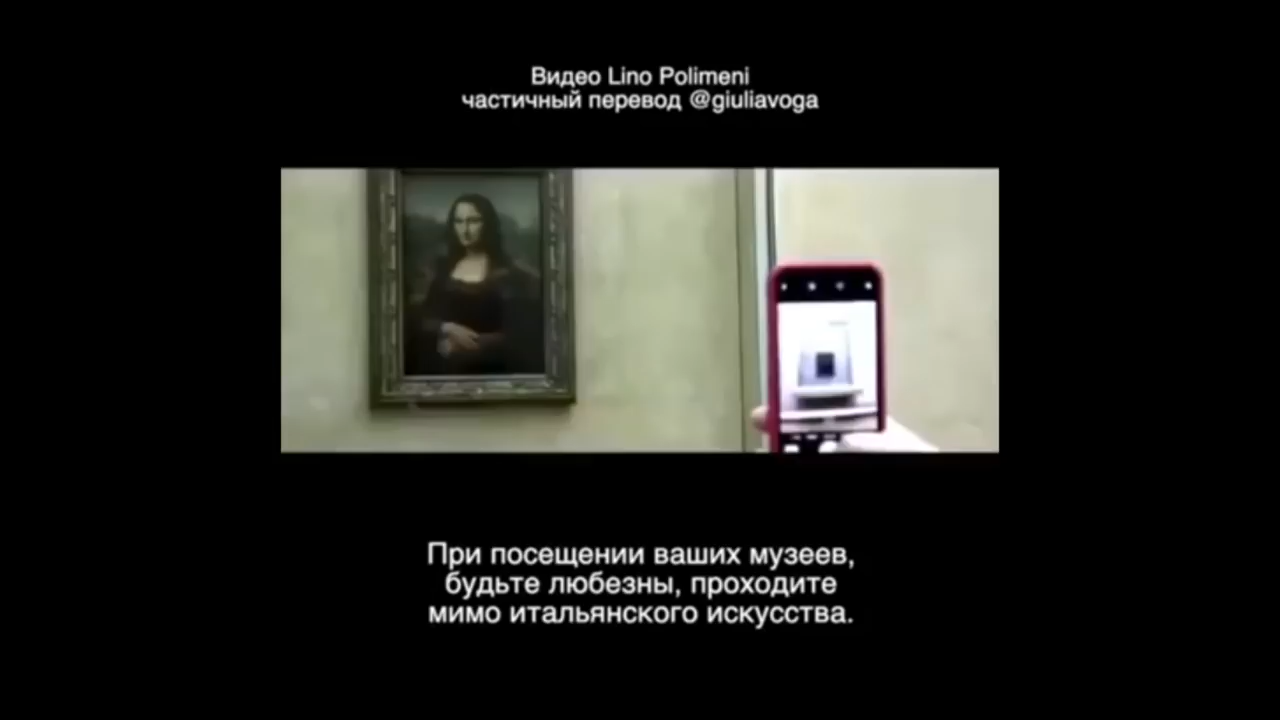 Видео Lino Polimeni
частичный перевод @giuliavoga
При посещении ваших музеев,
будьте любезны, проходите
мимо итальянского искусства.